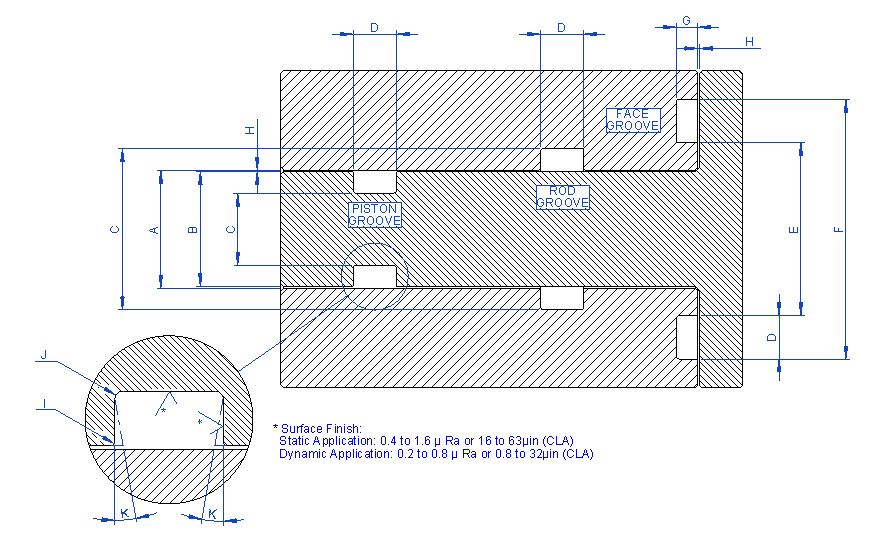 D
D
G
H
FACE
GROOVE
H
ROD
GROOVE
PISTON
GROOVE
C
A
B
C
E
F
D
J
I
*
*
K
K
* Surface Finish:
Static Application: 0.4 to 1.6 µ Ra or 16 to 63µin (CLA)
Dynamic Application: 0.2 to 0.8 µ Ra or 0.8 to 32µin (CLA)